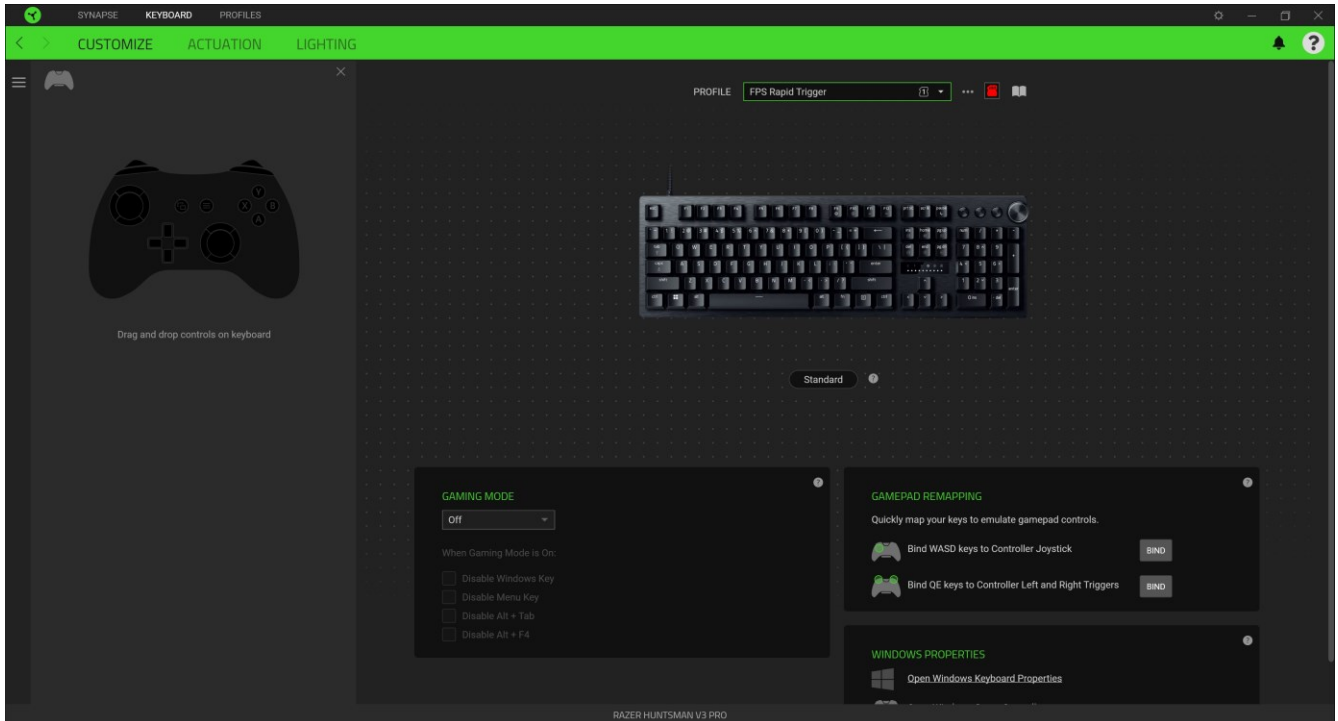 SYNAPSE KEYBOARD PROFILES
CUSTOMIZE ACTUATION LIGHTING
?
PROFILE FPS Rapid Trigger 1
Y
X B
A
Drag and drop controls on keyboard
Standard ?
GAMING MODE ?
Off
When Gaming Mode is On:
Disable Windows Key
Disable Menu Key
Disable Alt + Tab
Disable Alt + F4
GAMEPAD REMAPPING ?
Quickly map your keys to emulate gamepad controls.
Bind WASD keys to Controller Joystick BIND
Bind QE keys to Controller Left and Right Triggers BIND
WINDOWS PROPERTIES ?
Open Windows Keyboard Properties
RAZER HUNTSMAN V3 PRO